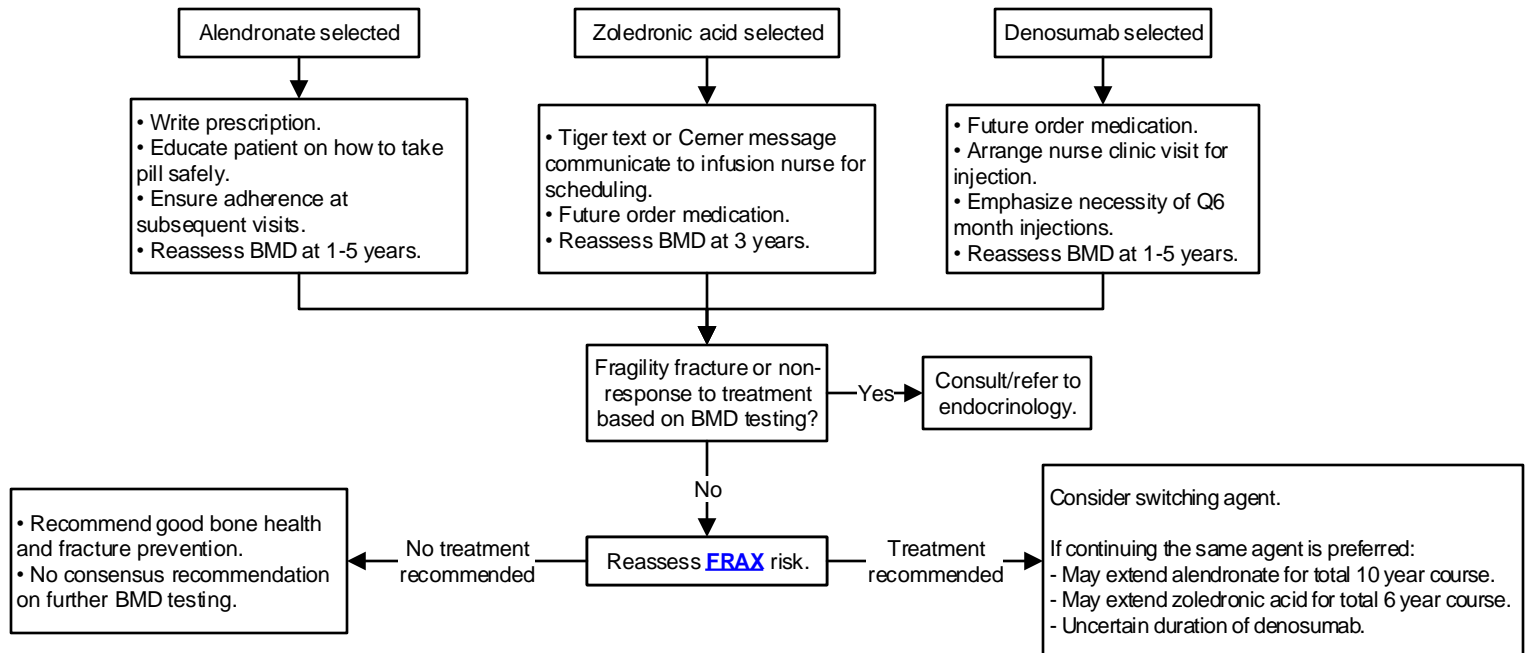 Alendronate selected
Zoledronic acid selected
Denosumab selected
• Write prescription.
• Educate patient on how to take
pill safely.
• Ensure adherence at
subsequent visits.
• Reassess BMD at 1-5 years.
• Tiger text or Cerner message
communicate to infusion nurse for
scheduling.
• Future order medication.
• Reassess BMD at 3 years.
• Future order medication.
• Arrange nurse clinic visit for
injection.
• Emphasize necessity of Q6
month injections.
• Reassess BMD at 1-5 years.
Fragility fracture or non-
response to treatment
based on BMD testing?
Yes
Consult/refer to
endocrinology.
No
Reassess FRAX risk.
No treatment
recommended
• Recommend good bone health
and fracture prevention.
• No consensus recommendation
on further BMD testing.
Treatment
recommended
Consider switching agent.
If continuing the same agent is preferred:
- May extend alendronate for total 10 year course.
- May extend zoledronic acid for total 6 year course.
- Uncertain duration of denosumab.